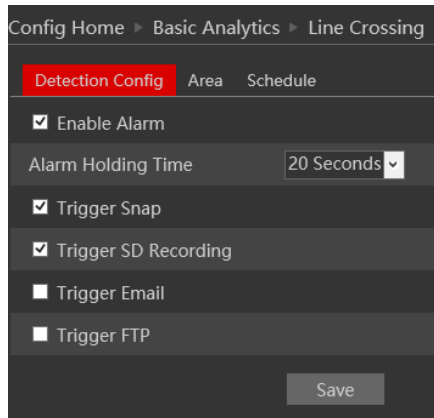 Config Home ▶ Basic Analytics ▶ Line Crossing
Detection Config Area Schedule
Enable Alarm
Alarm Holding Time 20 Seconds
Trigger Snap
Trigger SD Recording
Trigger Email
Trigger FTP
Save